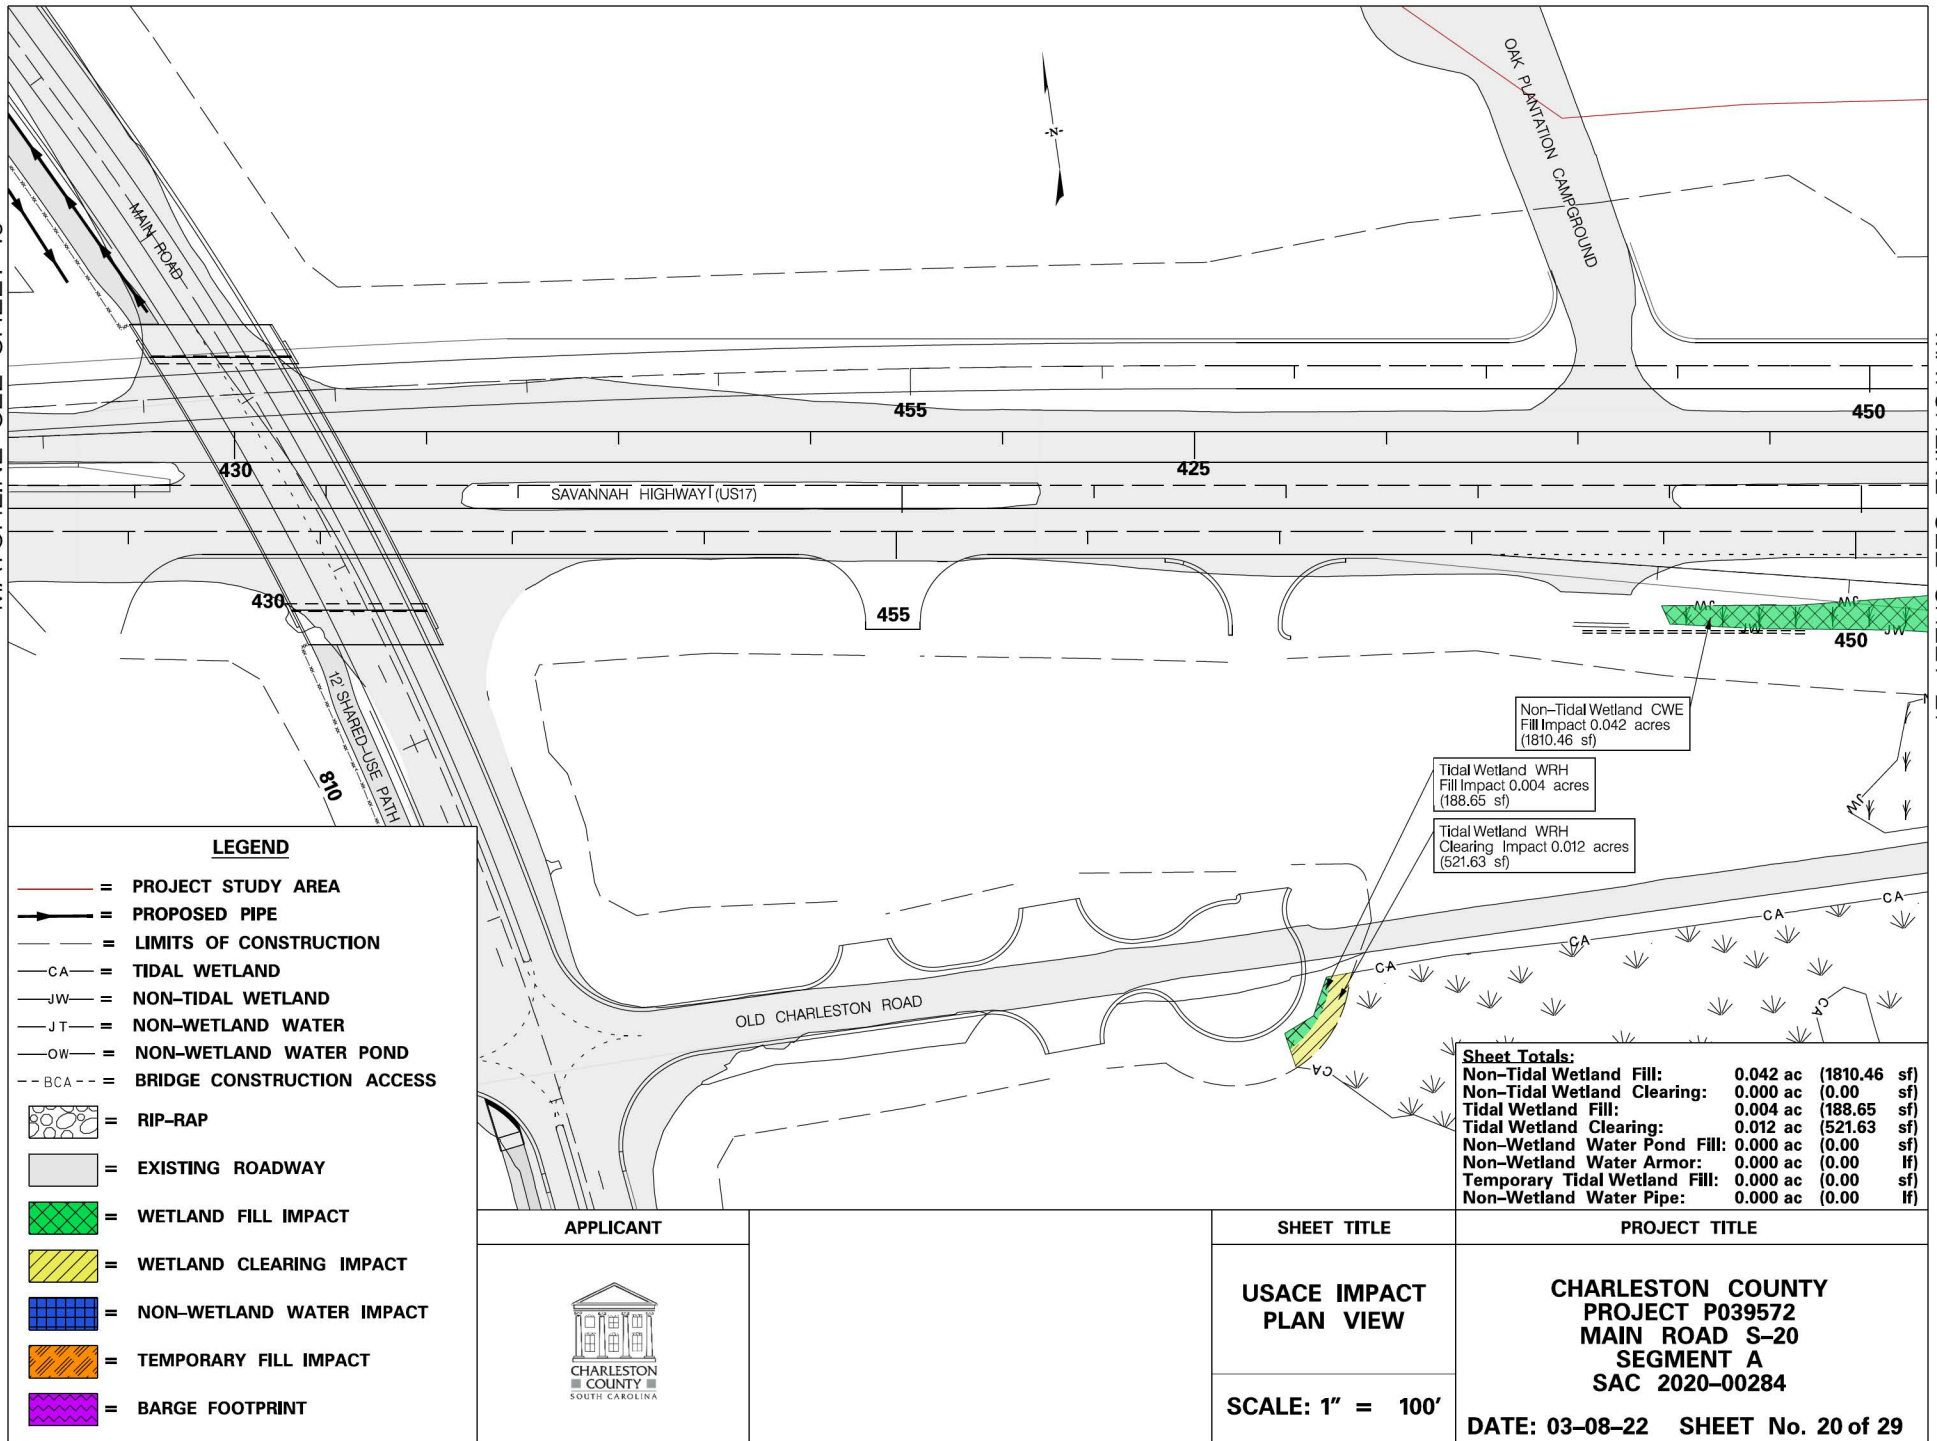 OAK PLANTATION CAMPGROUND
-N-
MAIN ROAD
455
450
430
425
SAVANNAH HIGHWAY (US17)
430
455
JW
JW
JW
JW
450
12' SHARED-USE PATH
810
Non-Tidal Wetland CWE
Fill Impact 0.042 acres
(1810.46 sf)
Tidal Wetland WRH
Fill Impact 0.004 acres
(188.65 sf)
Tidal Wetland WRH
Clearing Impact 0.012 acres
(521.63 sf)
JW
CA
CA
CA
CA
CA
CA
OLD CHARLESTON ROAD
LEGEND
= PROJECT STUDY AREA
= PROPOSED PIPE
= LIMITS OF CONSTRUCTION
CA = TIDAL WETLAND
JW = NON-TIDAL WETLAND
JT = NON-WETLAND WATER
OW = NON-WETLAND WATER POND
--BCA-- = BRIDGE CONSTRUCTION ACCESS
= RIP-RAP
= EXISTING ROADWAY
= WETLAND FILL IMPACT
= WETLAND CLEARING IMPACT
= NON-WETLAND WATER IMPACT
= TEMPORARY FILL IMPACT
= BARGE FOOTPRINT
Sheet Totals:
Non-Tidal Wetland Fill: 0.042 ac (1810.46 sf)
Non-Tidal Wetland Clearing: 0.000 ac (0.00 sf)
Tidal Wetland Fill: 0.004 ac (188.65 sf)
Tidal Wetland Clearing: 0.012 ac (521.63 sf)
Non-Wetland Water Pond Fill: 0.000 ac (0.00 sf)
Non-Wetland Water Armor: 0.000 ac (0.00 lf)
Temporary Tidal Wetland Fill: 0.000 ac (0.00 sf)
Non-Wetland Water Pipe: 0.000 ac (0.00 lf)
APPLICANT
CHARLESTON
COUNTY
SOUTH CAROLINA
SHEET TITLE
USACE IMPACT
PLAN VIEW
SCALE: 1" = 100'
PROJECT TITLE
CHARLESTON COUNTY
PROJECT P039572
MAIN ROAD S-20
SEGMENT A
SAC 2020-00284
DATE: 03-08-22 SHEET No. 20 of 29